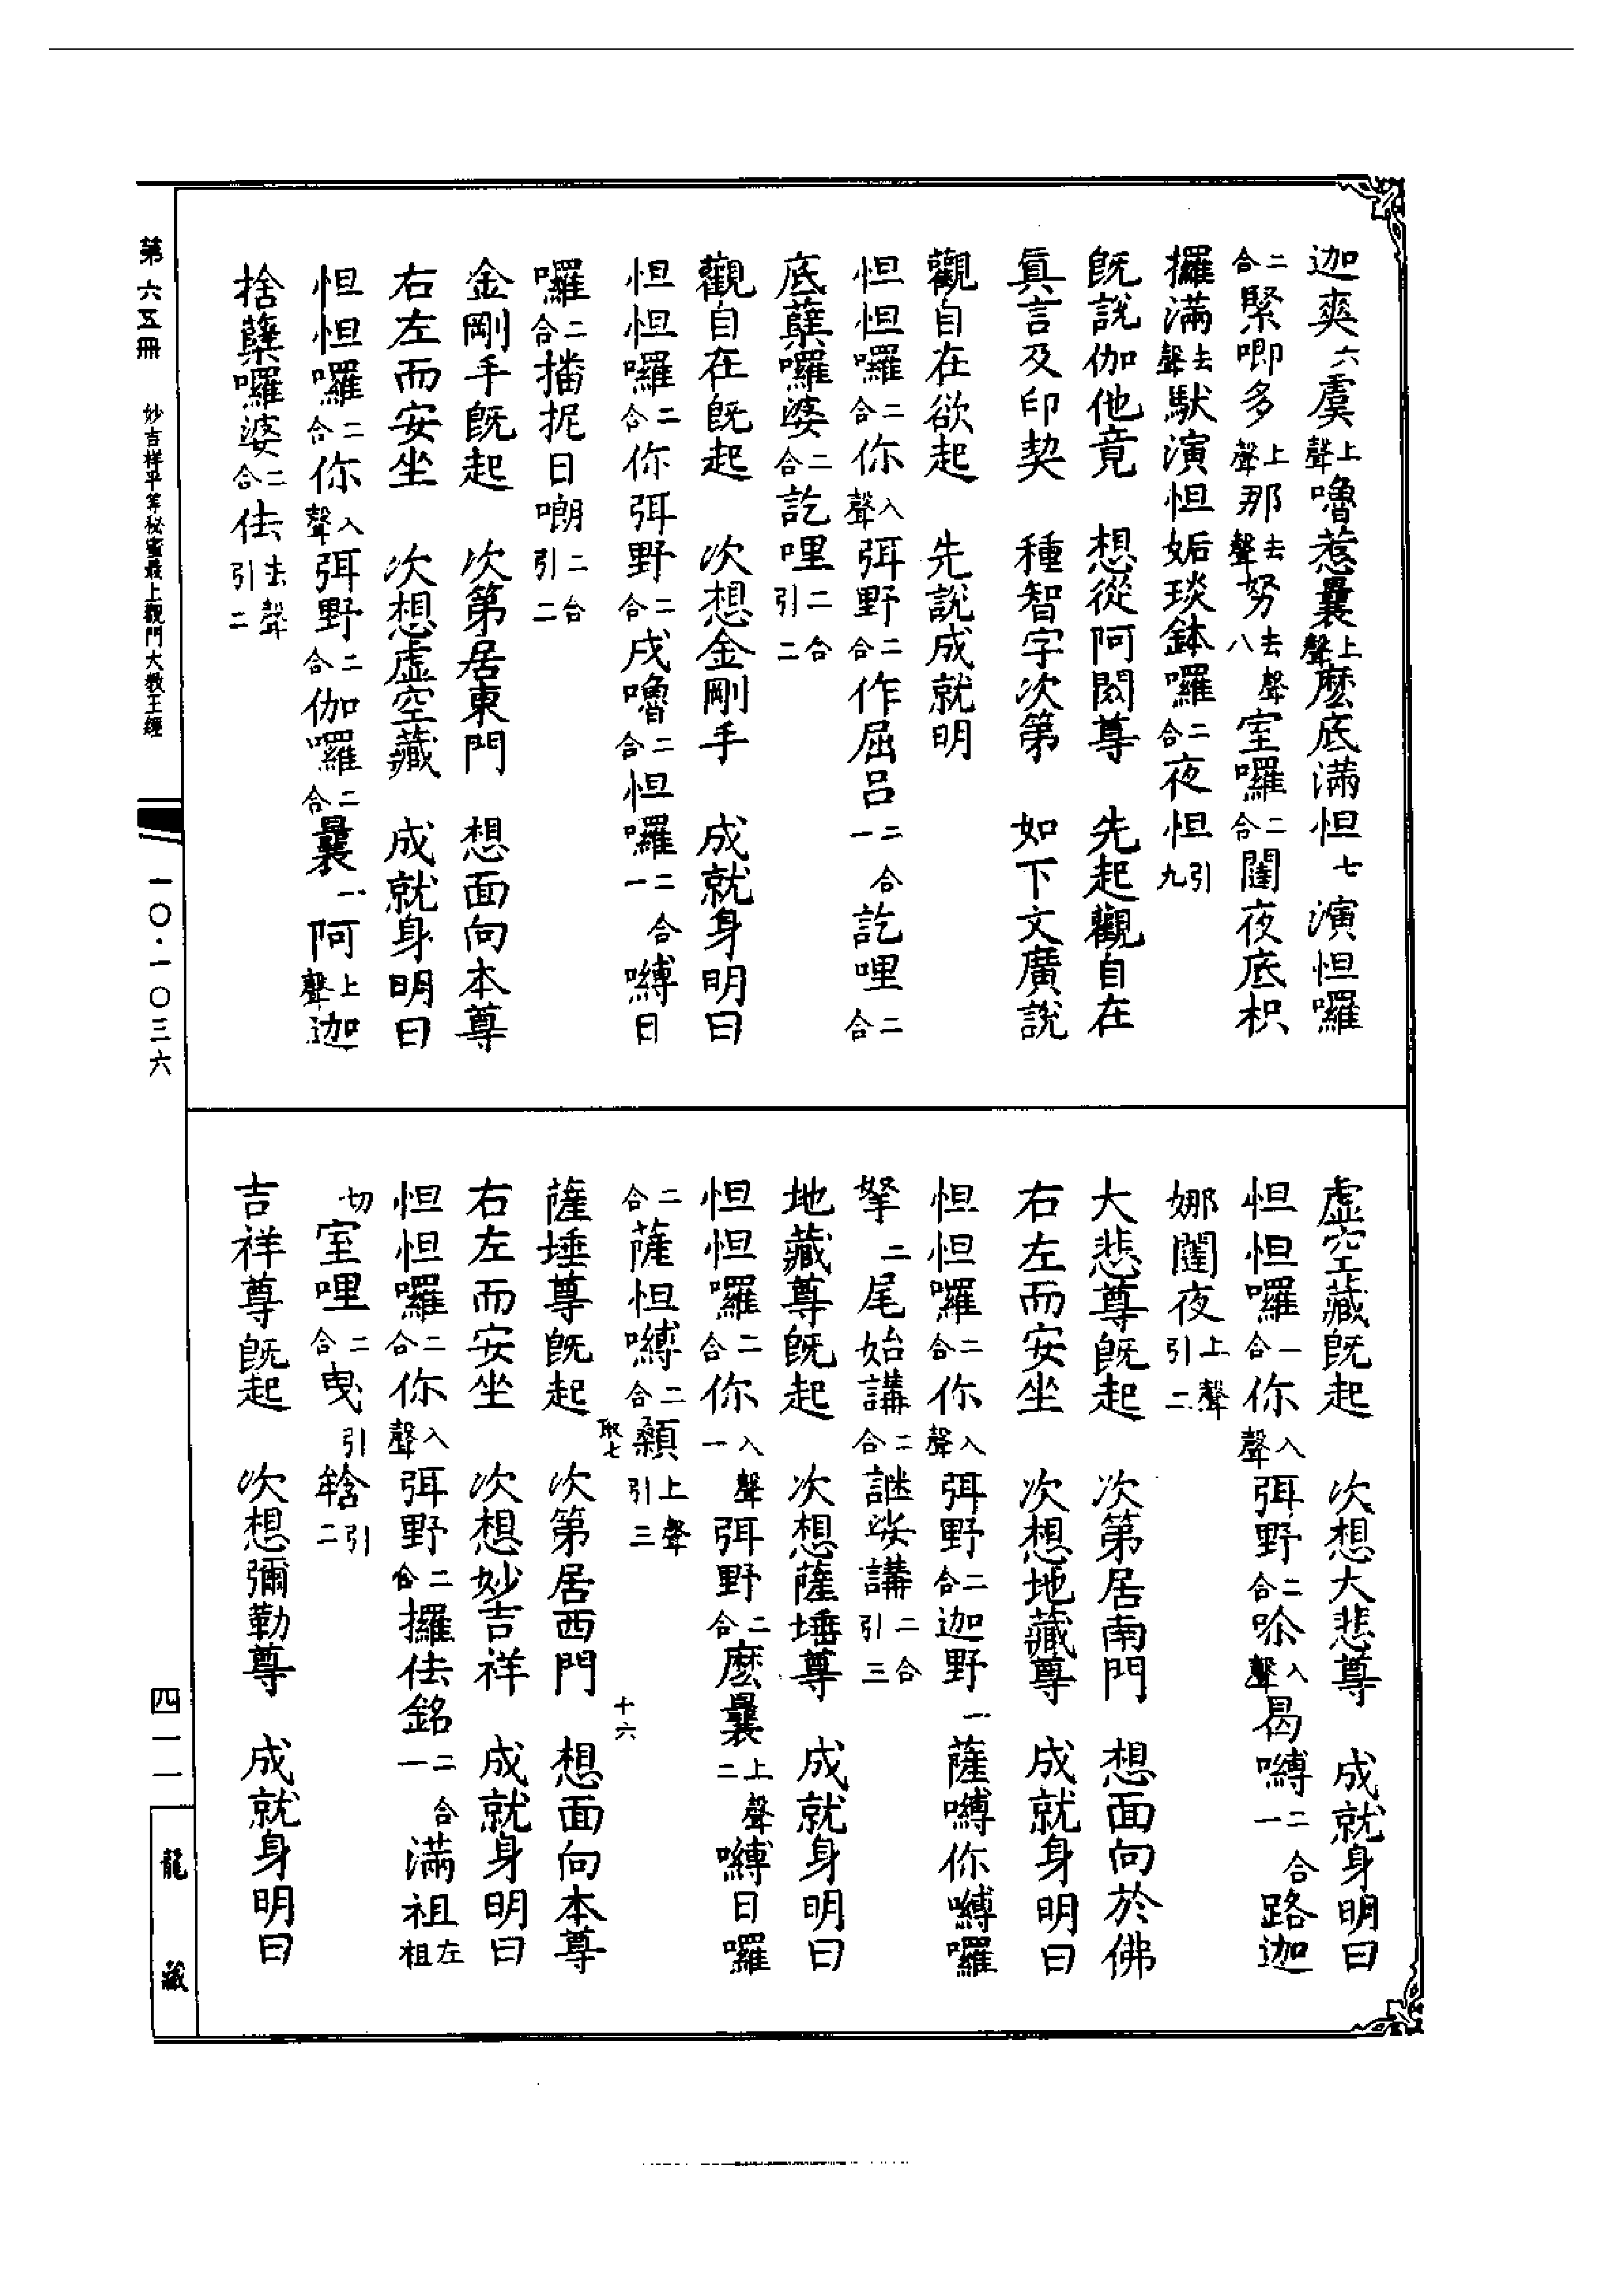 迦爽六虞上聲嚕惹曩上聲麼底滿怛七演怛囉
二合緊唧多上聲那去聲努去聲八室囉二合闥夜底枳
攞滿去聲馱演怛姤琰鉢囉二合夜怛引九
既說伽他竟　想從阿閦尊　先起觀自在
真言及印契　種智字次第　如下文廣說
觀自在欲起　先說成就明
怛怛囉二合你入聲弭野二合作屈呂二合一訖哩二合
底蘖囉婆二合訖哩二合引二
觀自在既起　次想金剛手　成就身明曰
怛怛囉二合你弭野二合戌嚕二合怛囉二合一嚩日
囉二合播抳日嘲二合引二
金剛手既起　次第居東門　想面向本尊
右左而安坐　次想虛空藏　成就身明曰
怛怛囉二合你入聲弭野二合伽囉二合曩一阿上聲迦
捨蘖囉婆二合佉去聲引二
虛空藏既起　次想大悲尊　成就身明曰
怛怛囉一合你入聲弭野二合入聲曷嚩二合一路迦
娜闥夜上聲引二
大悲尊既起　次第居南門　想面向於佛
右左而安坐　次想地藏尊　成就身明曰
怛怛囉二合你入聲弭野二合迦野一薩嚩你嚩囉
拏二尾始講二合講二合引三
地藏尊既起　次想薩埵尊　成就身明曰
怛怛囉二合你入聲一弭野二合麼曩上聲二嚩日囉
二合薩怛嚩二合顙上聲引三
薩埵尊既起　次第居西門　想面向本尊
右左而安坐　次想妙吉祥　成就身明曰
怛怛囉二合你入聲弭野二合攞佉銘二合一滿祖左祖
切室哩二合曳引𤚥引二
吉祥尊既起　次想彌勒尊　成就身明曰
取七
十六
第六五冊　妙吉祥平等秘密最上觀門大教王經
一〇·一〇三六
四一一
龍藏